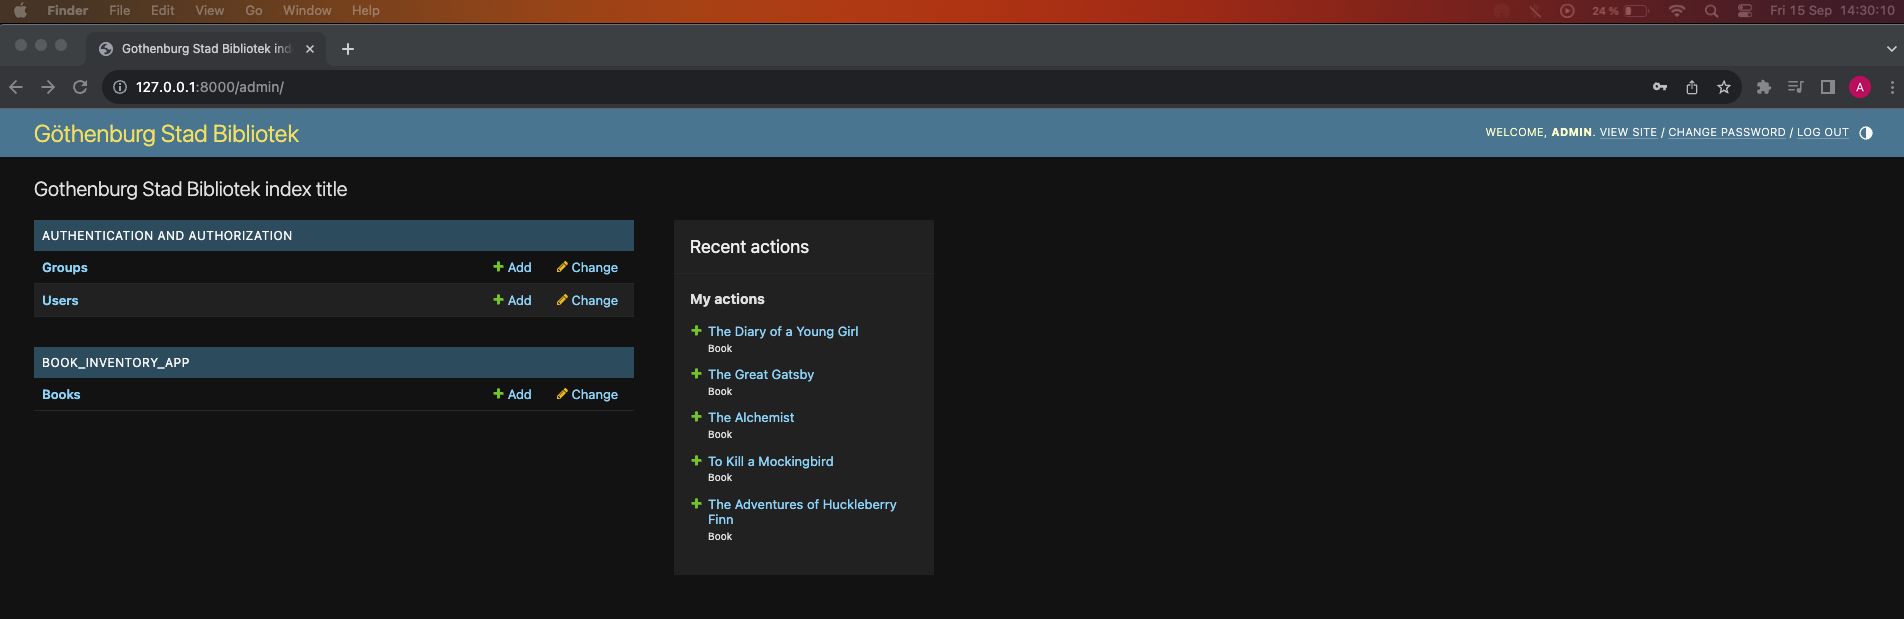 Finder File Edit View Go Window Help 24 % Fri 15 Sep 14:30:10
Gothenburg Stad Bibliotek ind
127.0.0.1:8000/admin/ A
Göthenburg Stad Bibliotek WELCOME, ADMIN. VIEW SITE / CHANGE PASSWORD / LOG OUT
Gothenburg Stad Bibliotek index title
AUTHENTICATION AND AUTHORIZATION
Groups Add Change
Users Add Change
BOOK_INVENTORY_APP
Books Add Change
Recent actions
My actions
The Diary of a Young Girl
Book
The Great Gatsby
Book
The Alchemist
Book
To Kill a Mockingbird
Book
The Adventures of Huckleberry
Finn
Book